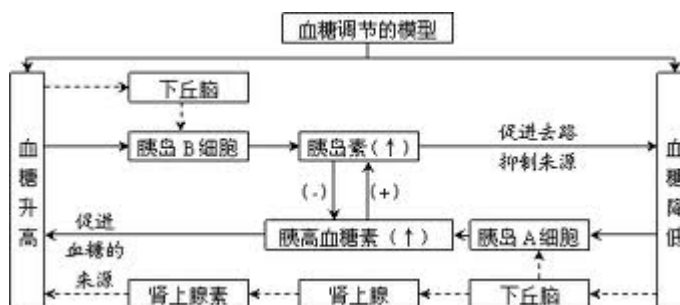 血糖调节的模型
下丘脑
血糖升高
胰岛B细胞
胰岛素(↑)
促进去路
抑制来源
血糖降低
(-)
(+)
促进
血糖的
来源
胰高血糖素(↑)
胰岛A细胞
肾上腺素
肾上腺
下丘脑